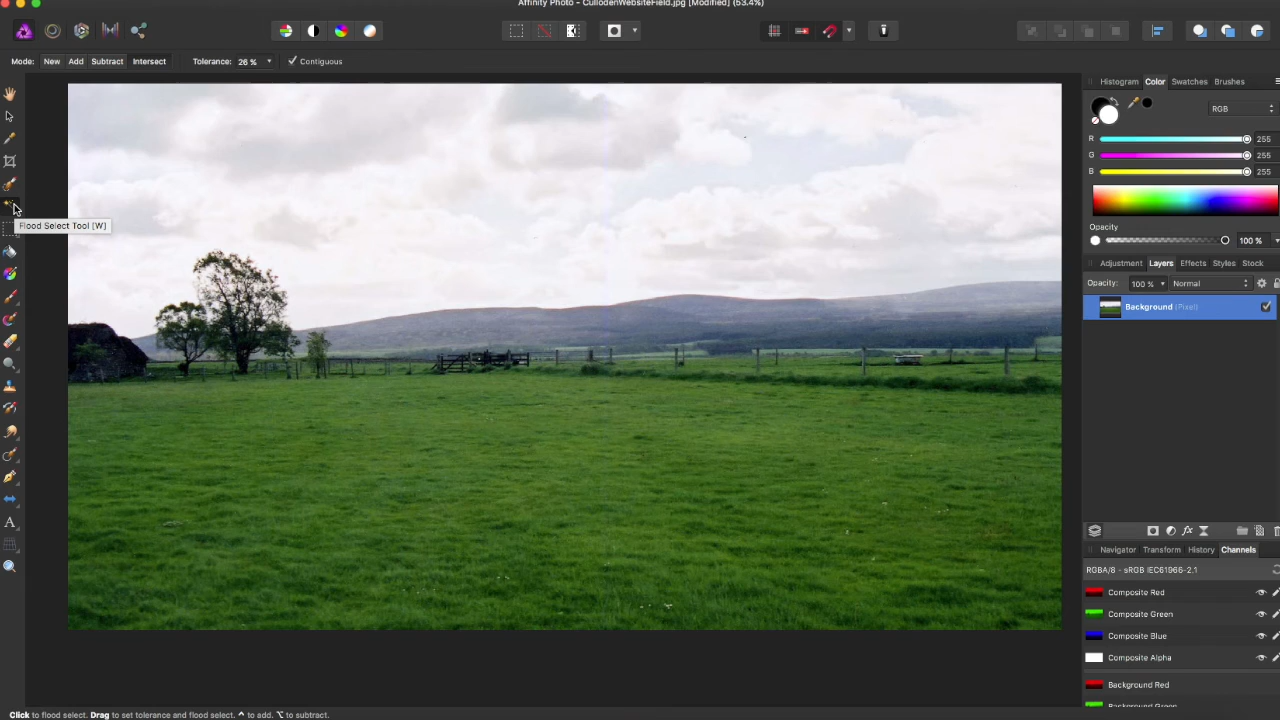 Affinity Photo - CullodenWebsiteField.jpg [Modified] (53.4%)
Mode: New Add Subtract Intersect Tolerance: 26 % Contiguous
Histogram Color Swatches Brushes
RGB
R 255
G 255
B 255
Flood Select Tool [W]
Opacity
100 %
Adjustment Layers Effects Styles Stock
Opacity: 100 % Normal
Background (Pixel)
fx
A
Navigator Transform History Channels
RGBA/8 - sRGB IEC61966-2.1
Composite Red
Composite Green
Composite Blue
Composite Alpha
Background Red
Background Green
Click to flood select. Drag to set tolerance and flood select. ^ to add. ⌥ to subtract.